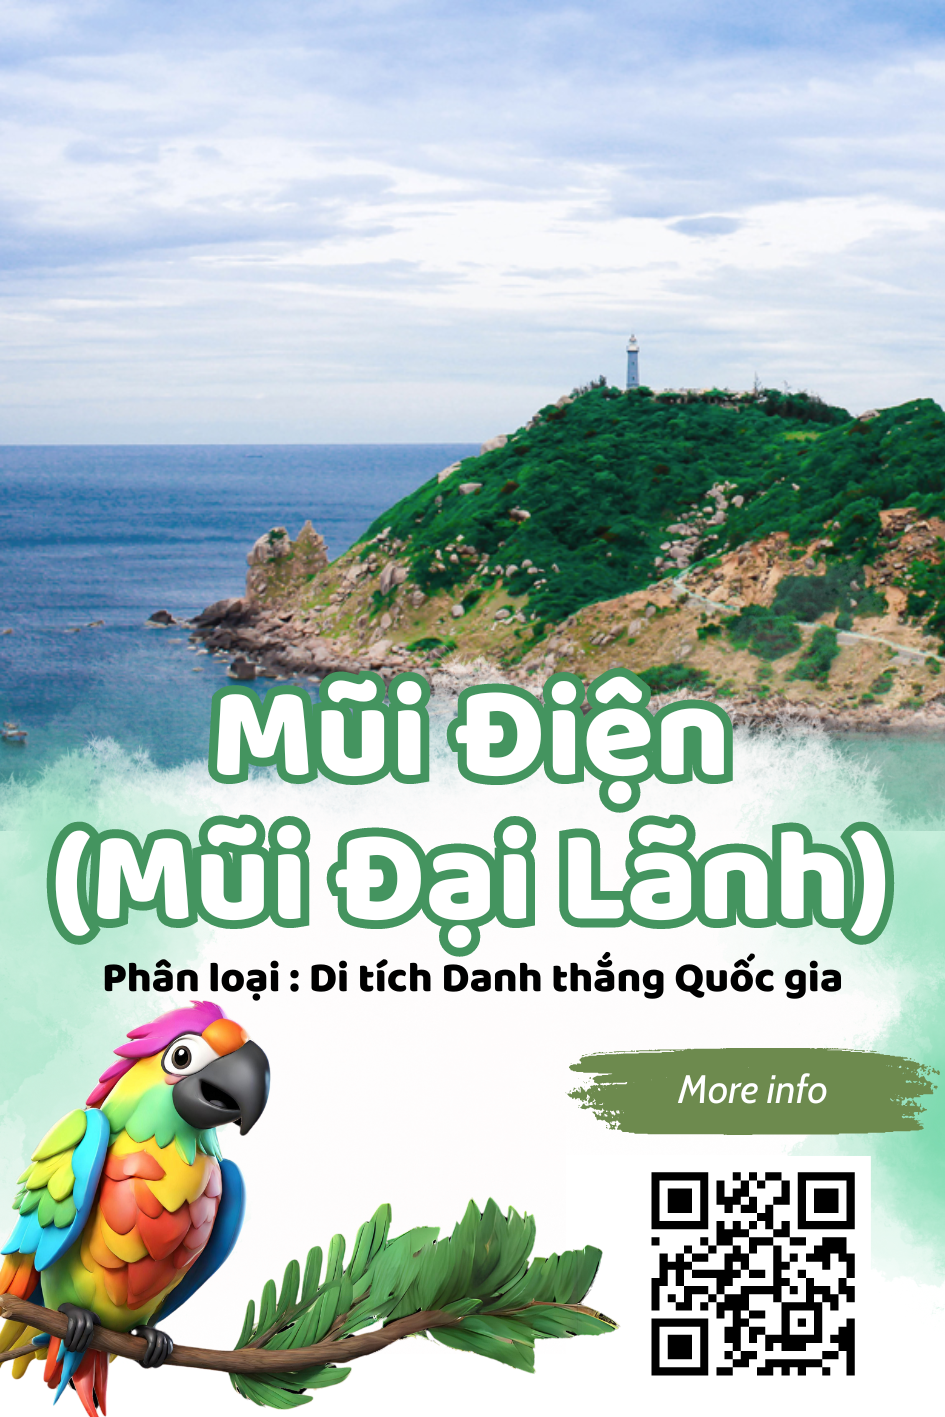 Mũi Điện
(Mũi Đại Lãnh)
Phân loại : Di tích Danh thắng Quốc gia
More info